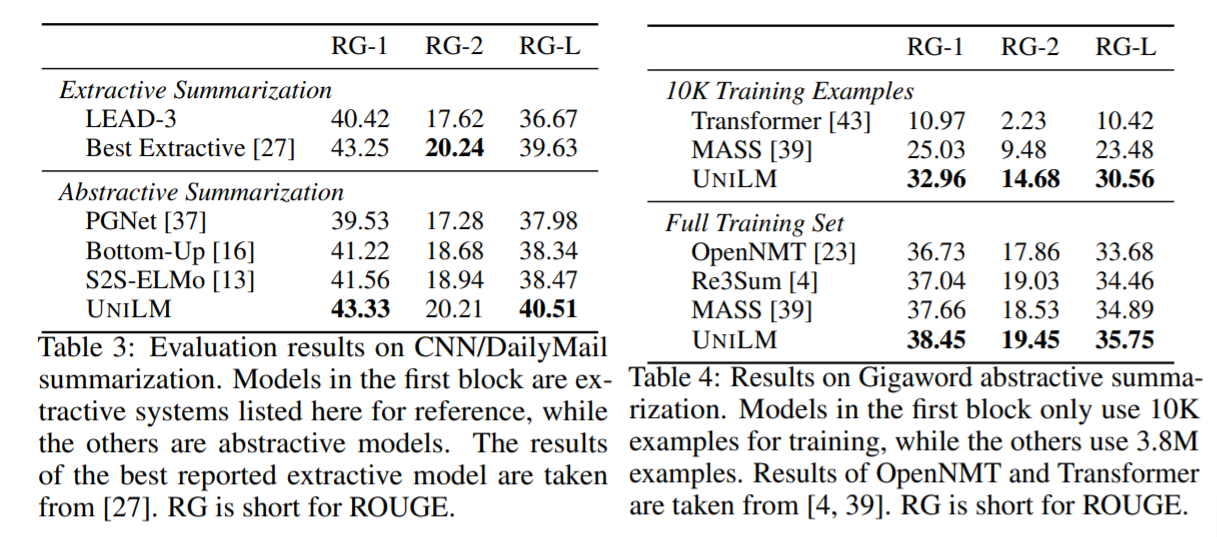 RG-1 RG-2 RG-L
Extractive Summarization
LEAD-3 40.42 17.62 36.67
Best Extractive [27] 43.25 20.24 39.63
Abstractive Summarization
PGNet [37] 39.53 17.28 37.98
Bottom-Up [16] 41.22 18.68 38.34
S2S-ELMo [13] 41.56 18.94 38.47
UNILM 43.33 20.21 40.51
Table 3: Evaluation results on CNN/DailyMail
summarization. Models in the first block are ex-
tractive systems listed here for reference, while
the others are abstractive models. The results
of the best reported extractive model are taken
from [27]. RG is short for ROUGE.
RG-1 RG-2 RG-L
10K Training Examples
Transformer [43] 10.97 2.23 10.42
MASS [39] 25.03 9.48 23.48
UNILM 32.96 14.68 30.56
Full Training Set
OpenNMT [23] 36.73 17.86 33.68
Re3Sum [4] 37.04 19.03 34.46
MASS [39] 37.66 18.53 34.89
UNILM 38.45 19.45 35.75
Table 4: Results on Gigaword abstractive summa-
rization. Models in the first block only use 10K
examples for training, while the others use 3.8M
examples. Results of OpenNMT and Transformer
are taken from [4, 39]. RG is short for ROUGE.